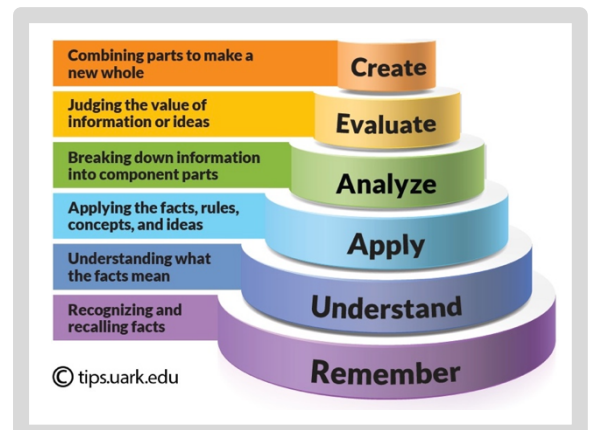 Combining parts to make a
new whole
Create
Judging the value of
information or ideas
Evaluate
Breaking down information
into component parts
Analyze
Applying the facts, rules,
concepts, and ideas
Apply
Understanding what
the facts mean
Understand
Recognizing and
recalling facts
Remember
© tips.uark.edu